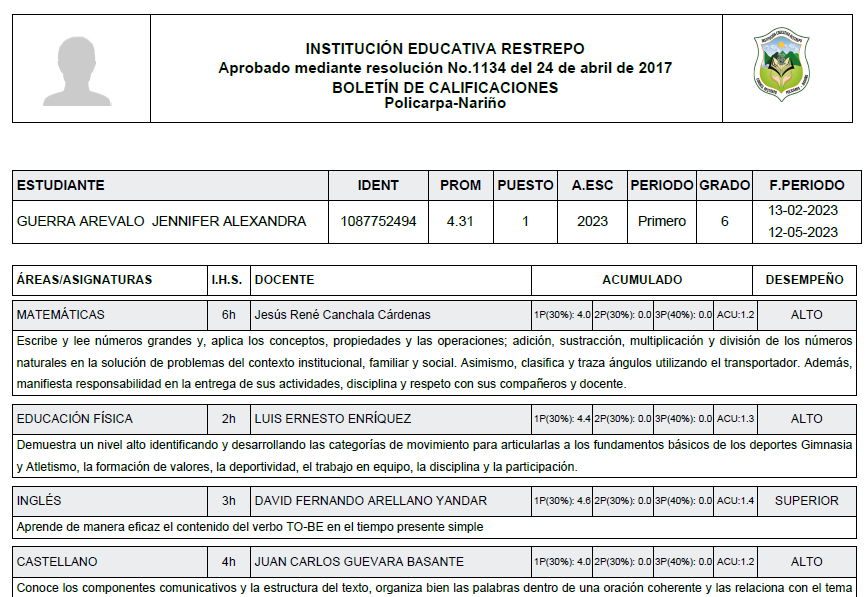 INSTITUCIÓN EDUCATIVA RESTREPO
Aprobado mediante resolución No.1134 del 24 de abril de 2017
BOLETÍN DE CALIFICACIONES
Policarpa-Nariño
ESTUDIANTE IDENT PROM PUESTO A.ESC PERIODO GRADO F.PERIODO
GUERRA AREVALO JENNIFER ALEXANDRA 1087752494 4.31 1 2023 Primero 6 13-02-2023
12-05-2023
ÁREAS/ASIGNATURAS I.H.S. DOCENTE ACUMULADO DESEMPEÑO
MATEMÁTICAS 6h Jesús René Canchala Cárdenas 1P(30%): 4.0 2P(30%): 0.0 3P(40%): 0.0 ACU:1.2 ALTO
Escribe y lee números grandes y, aplica los conceptos, propiedades y las operaciones; adición, sustracción, multiplicación y división de los números
naturales en la solución de problemas del contexto institucional, familiar y social. Asimismo, clasifica y traza ángulos utilizando el transportador. Además,
manifiesta responsabilidad en la entrega de sus actividades, disciplina y respeto con sus compañeros y docente.
EDUCACIÓN FÍSICA 2h LUIS ERNESTO ENRÍQUEZ 1P(30%): 4.4 2P(30%): 0.0 3P(40%): 0.0 ACU:1.3 ALTO
Demuestra un nivel alto identificando y desarrollando las categorías de movimiento para articularlas a los fundamentos básicos de los deportes Gimnasia
y Atletismo, la formación de valores, la deportividad, el trabajo en equipo, la disciplina y la participación.
INGLÉS 3h DAVID FERNANDO ARELLANO YANDAR 1P(30%): 4.6 2P(30%): 0.0 3P(40%): 0.0 ACU:1.4 SUPERIOR
Aprende de manera eficaz el contenido del verbo TO-BE en el tiempo presente simple
CASTELLANO 4h JUAN CARLOS GUEVARA BASANTE 1P(30%): 4.0 2P(30%): 0.0 3P(40%): 0.0 ACU:1.2 ALTO
Conoce los componentes comunicativos y la estructura del texto, organiza bien las palabras dentro de una oración coherente y las relaciona con el tema